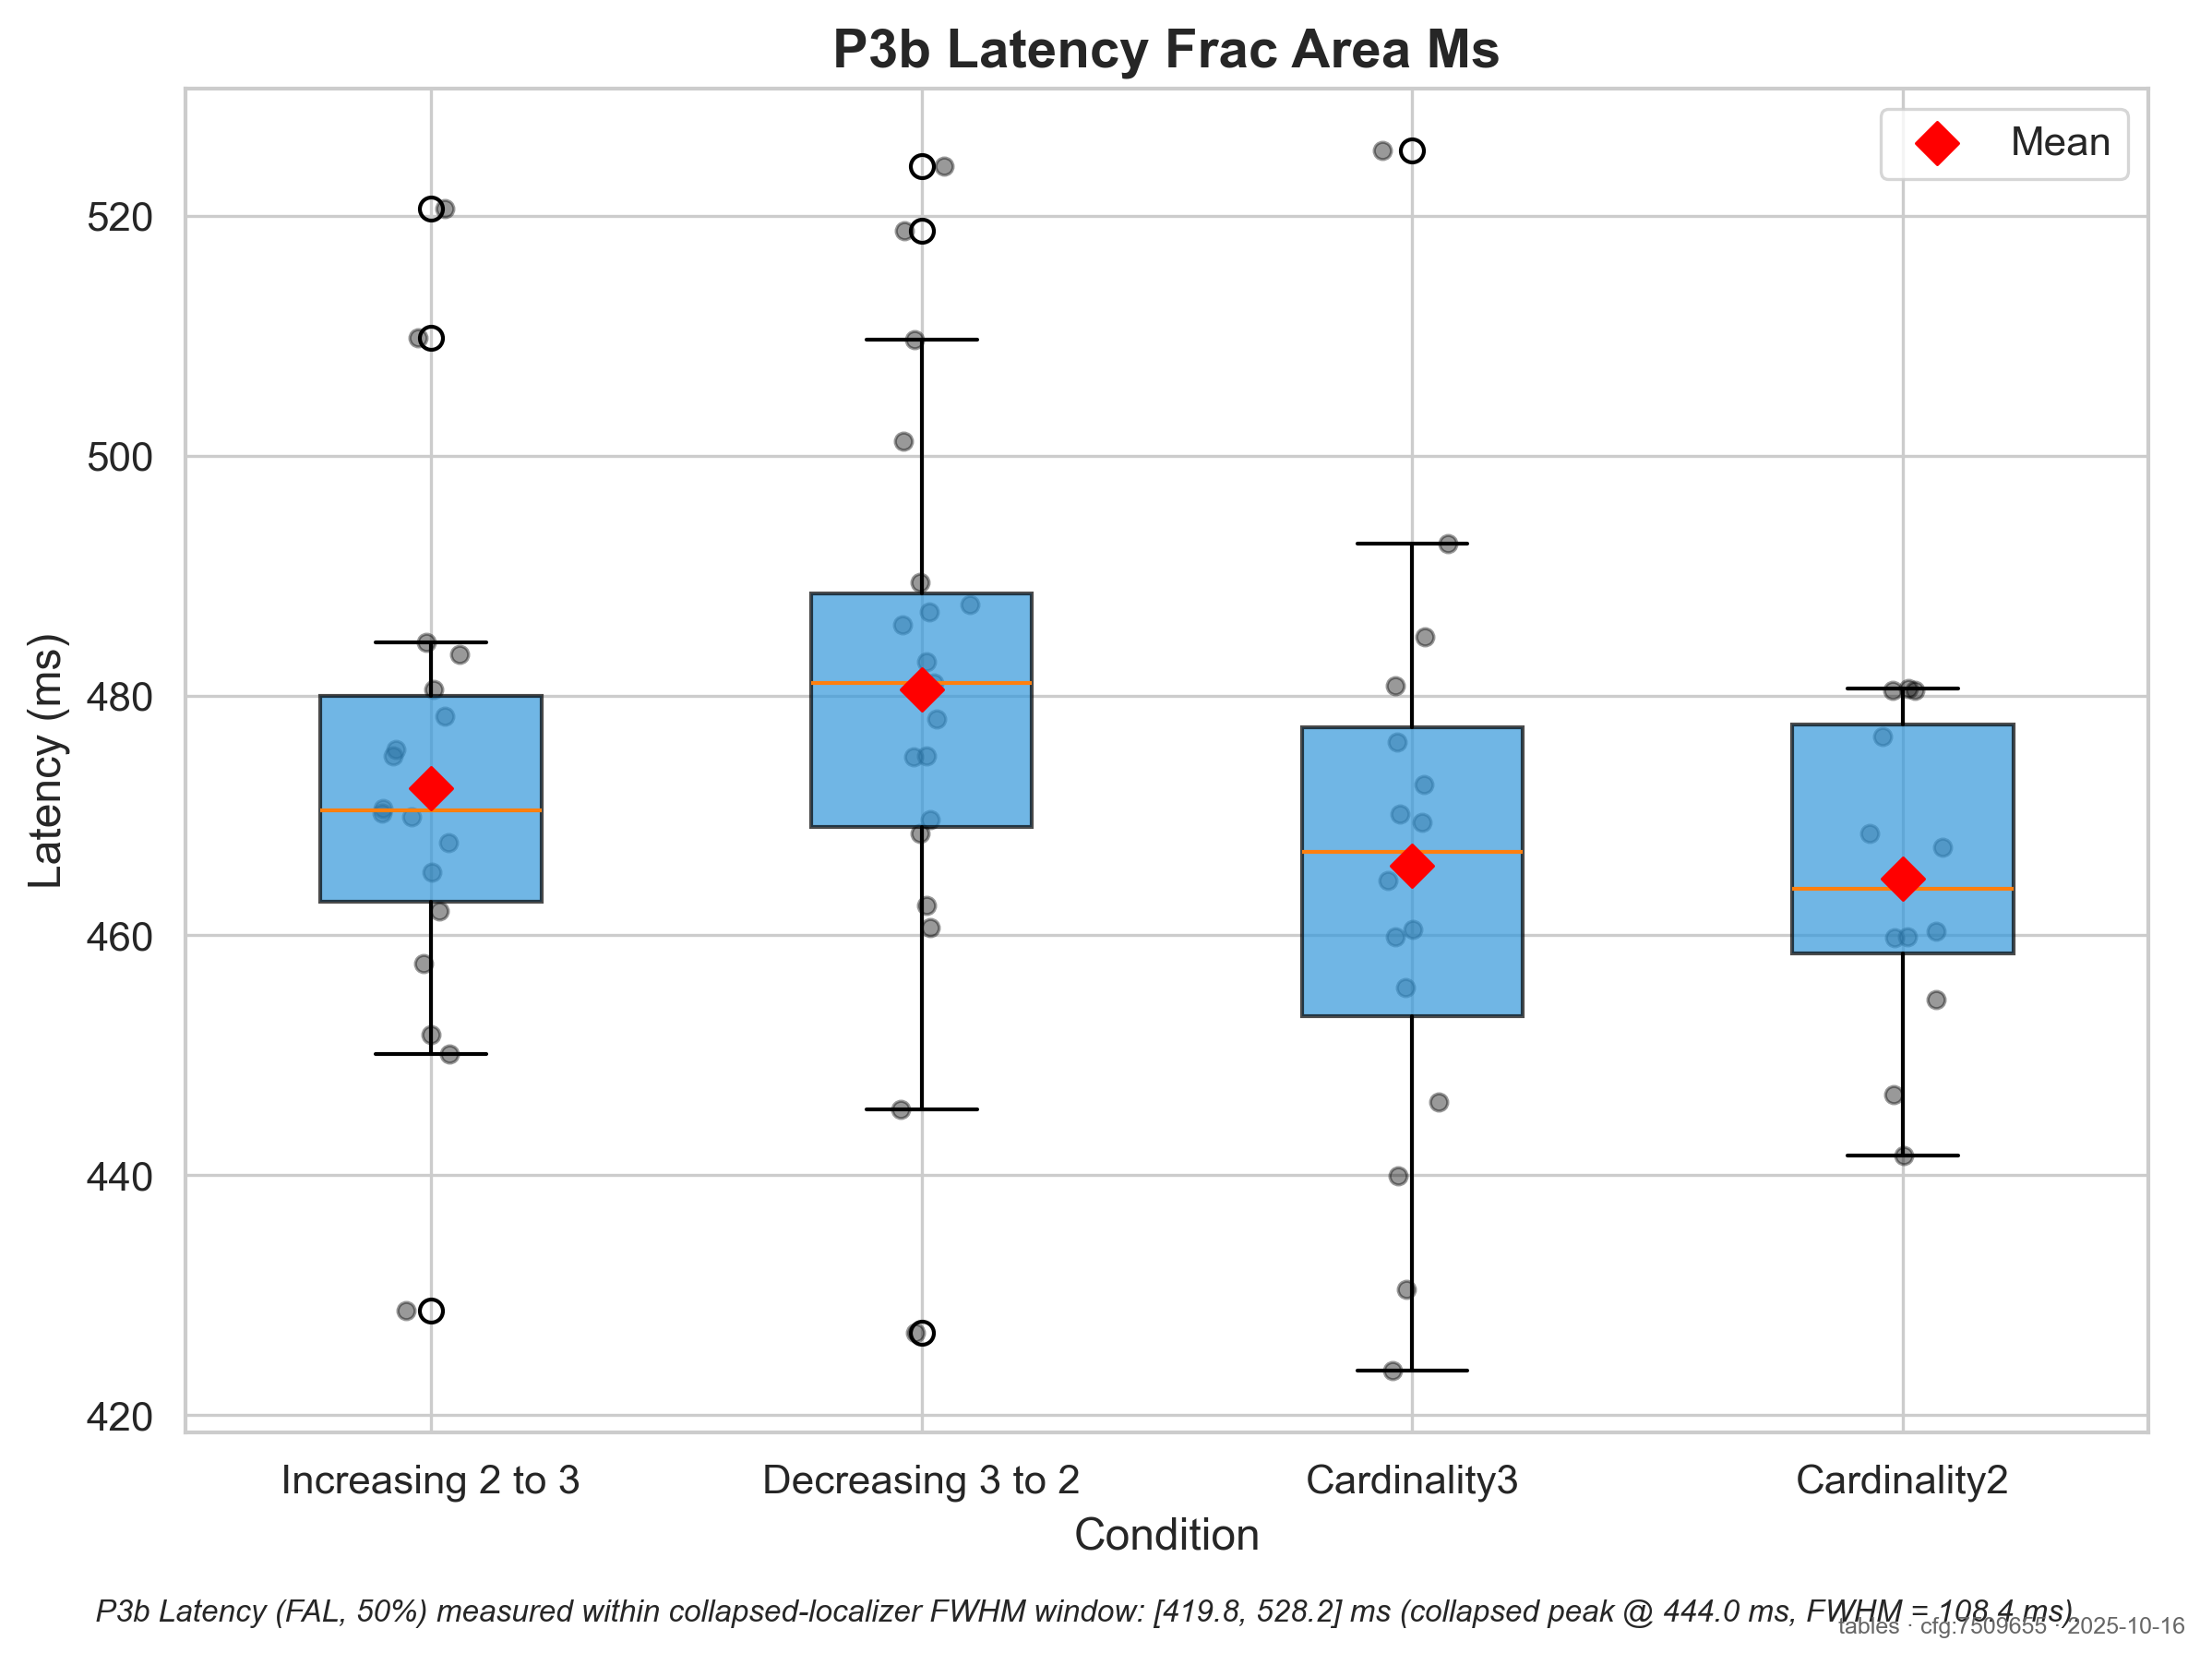 P3b Latency Frac Area Ms
Mean
520
500
480
460
440
420
Latency (ms)
Increasing 2 to 3
Decreasing 3 to 2
Cardinality3
Cardinality2
Condition
P3b Latency (FAL, 50%) measured within collapsed-localizer FWHM window: [419.8, 528.2] ms (collapsed peak @ 444.0 ms, FWHM = 108.4 ms).
tables · cfg:7509655 · 2025-10-16